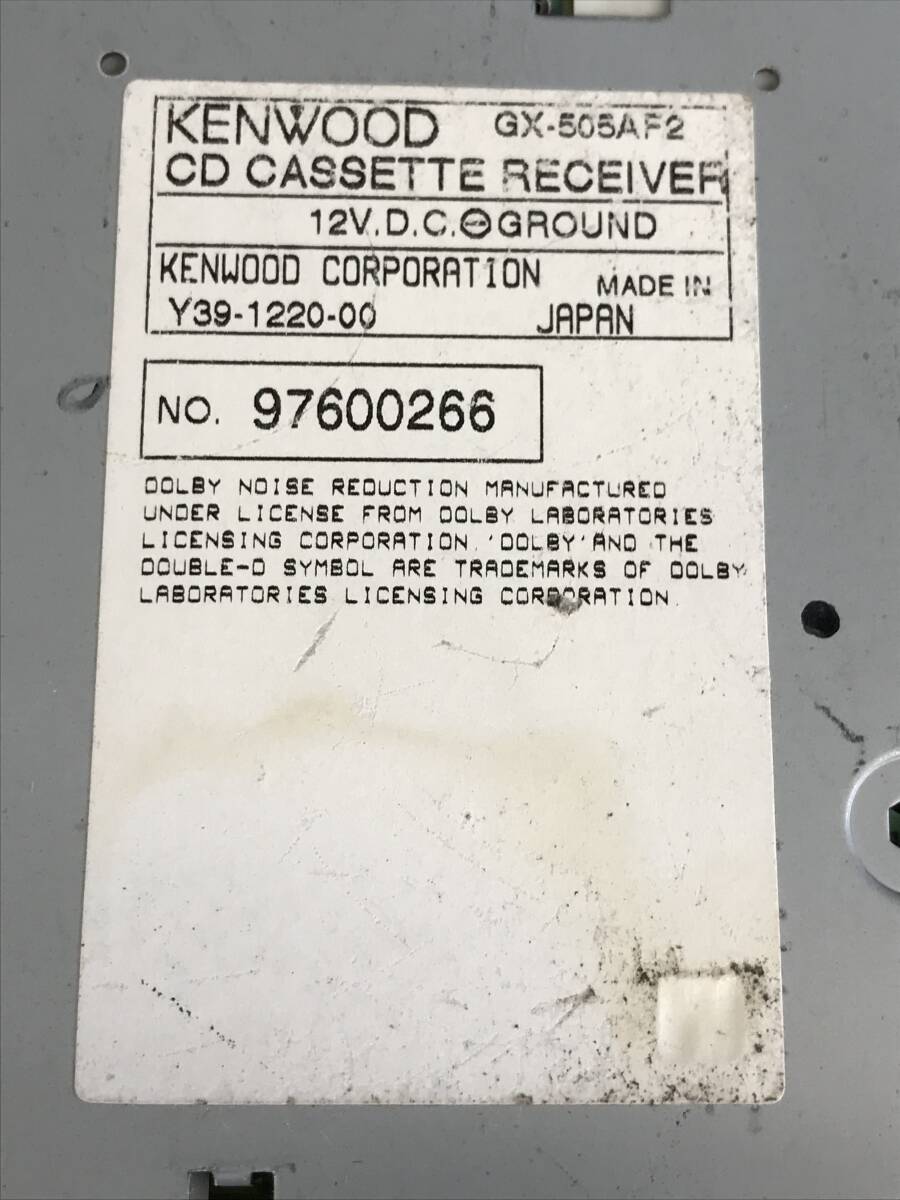 KENWOOD GX-505AF2
CD CASSETTE RECEIVER
12V.D.C.⊖GROUND
KENWOOD CORPORATION MADE IN
Y39-1220-00 JAPAN
NO. 97600266
DOLBY NOISE REDUCTION MANUFACTURED
UNDER LICENSE FROM DOLBY LABORATORIES
LICENSING CORPORATION. 'DOLBY' AND THE
DOUBLE-D SYMBOL ARE TRADEMARKS OF DOLBY
LABORATORIES LICENSING CORPORATION.